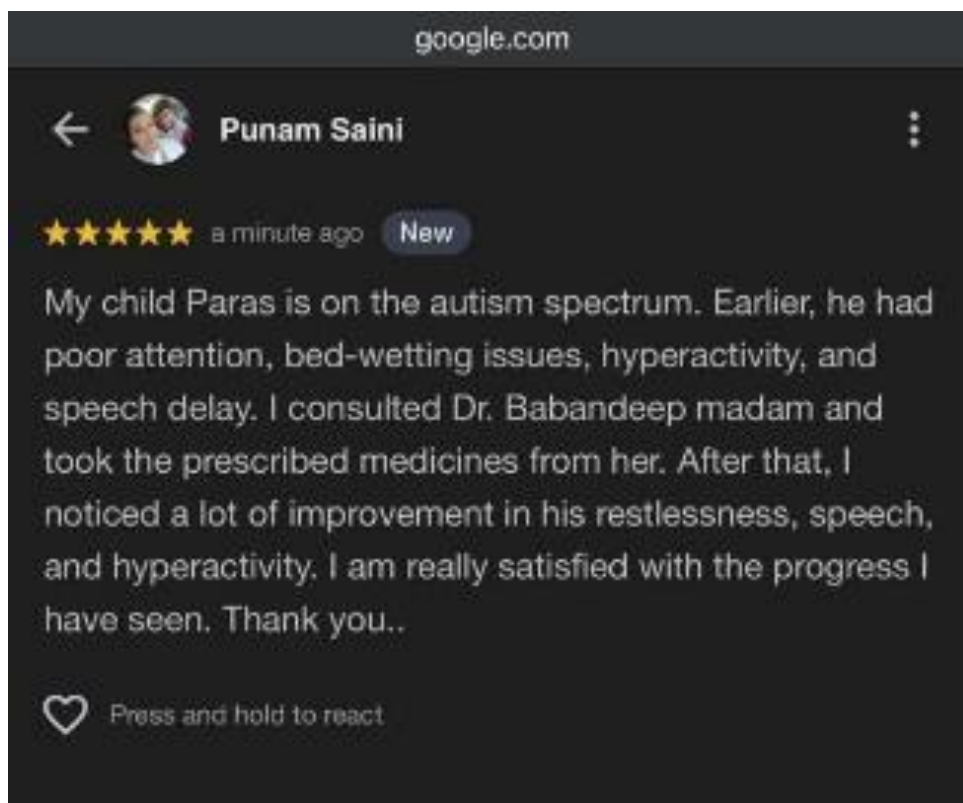 google.com
Punam Saini
a minute ago New
My child Paras is on the autism spectrum. Earlier, he had
poor attention, bed-wetting issues, hyperactivity, and
speech delay. I consulted Dr. Babandeep madam and
took the prescribed medicines from her. After that, I
noticed a lot of improvement in his restlessness, speech,
and hyperactivity. I am really satisfied with the progress I
have seen. Thank you..
Press and hold to react